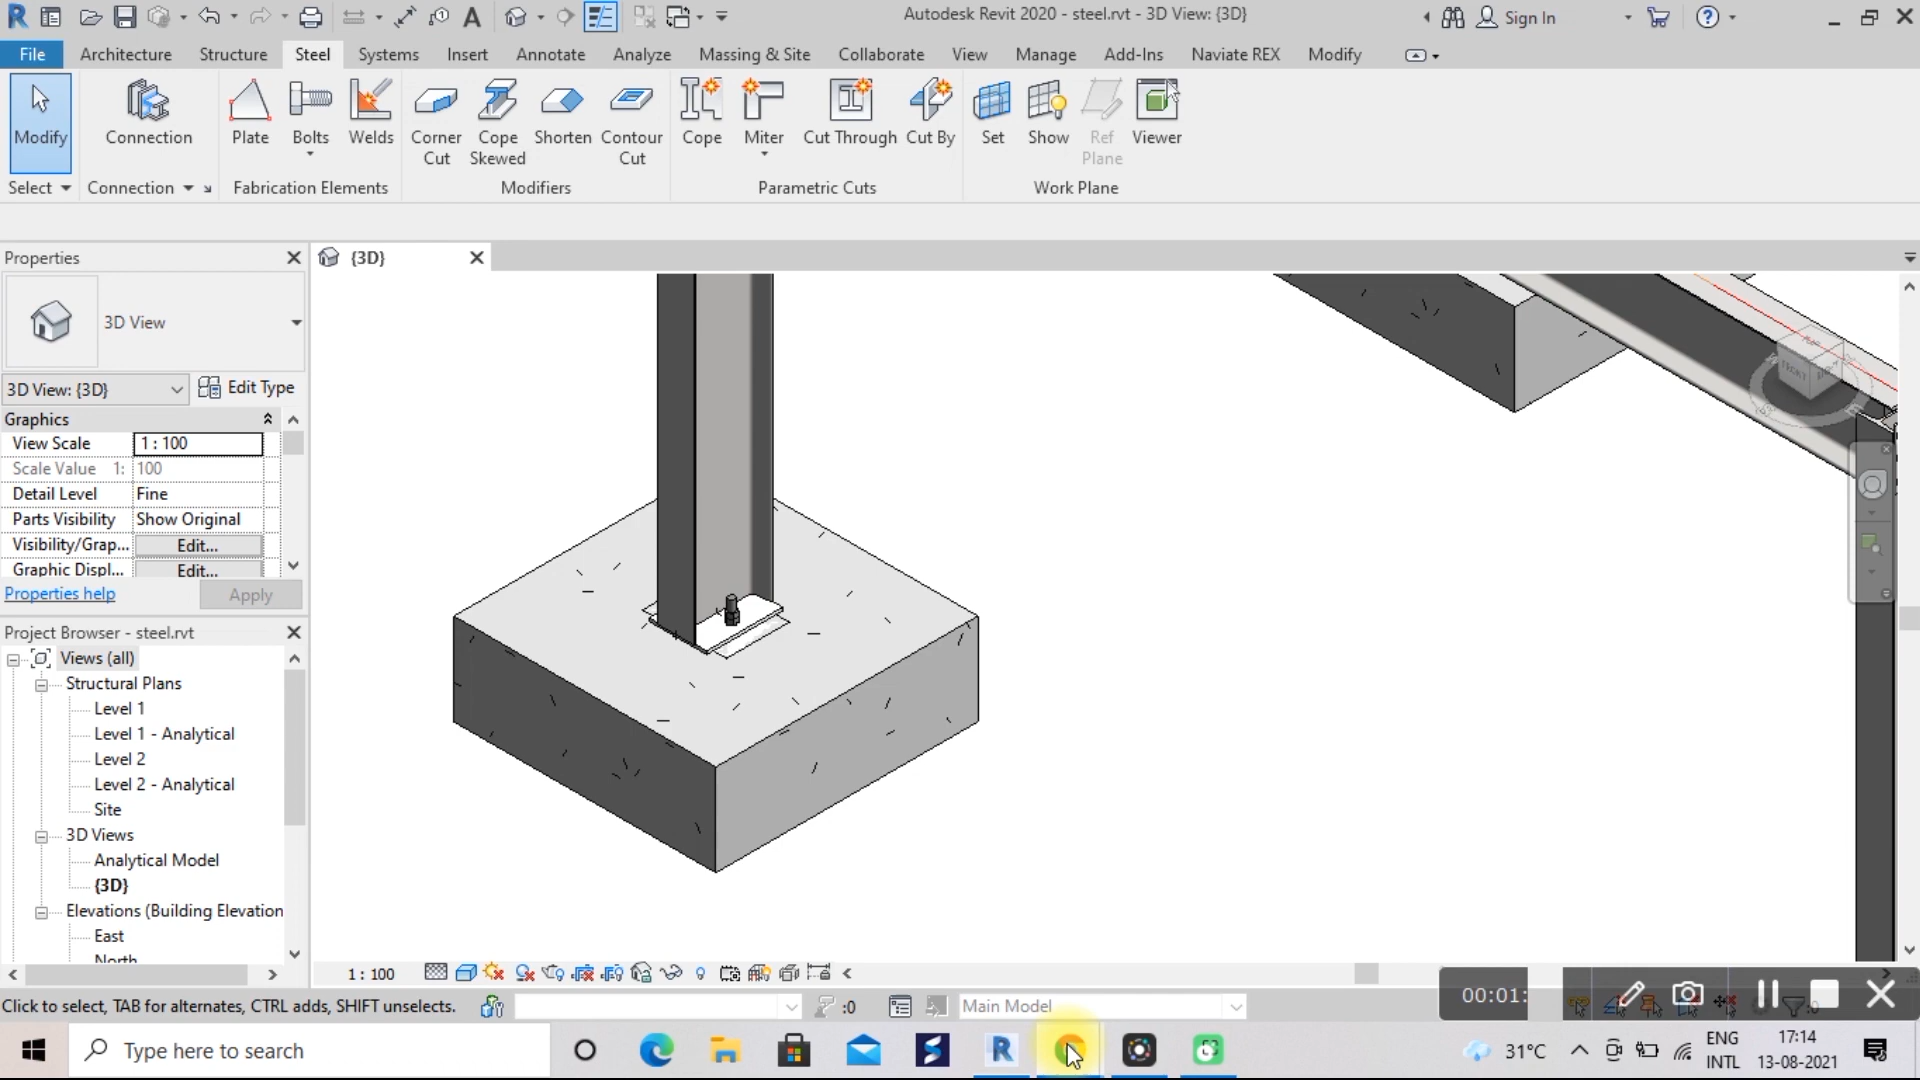 Autodesk Revit 2020 - steel.rvt - 3D View: {3D}
Sign In
File Architecture Structure Steel Systems Insert Annotate Analyze Massing & Site Collaborate View Manage Add-Ins Naviate REX Modify
Modify Connection Plate Bolts Welds Corner Cut Cope Skewed Shorten Contour Cut Cope Miter Cut Through Cut By Set Show Ref Plane Viewer
Select Connection Fabrication Elements Modifiers Parametric Cuts Work Plane
Properties
{3D}
3D View
3D View: {3D} Edit Type
Graphics
View Scale 1 : 100
Scale Value 1: 100
Detail Level Fine
Parts Visibility Show Original
Visibility/Grap... Edit...
Graphic Displ... Edit...
Properties help Apply
Project Browser - steel.rvt
Views (all)
Structural Plans
Level 1
Level 1 - Analytical
Level 2
Level 2 - Analytical
Site
3D Views
Analytical Model
{3D}
Elevations (Building Elevation
East
North
FRONT
1 : 100
Click to select, TAB for alternates, CTRL adds, SHIFT unselects.
:0
Main Model
00:01:
:0
Type here to search
31°C
ENG
INTL
17:14
13-08-2021